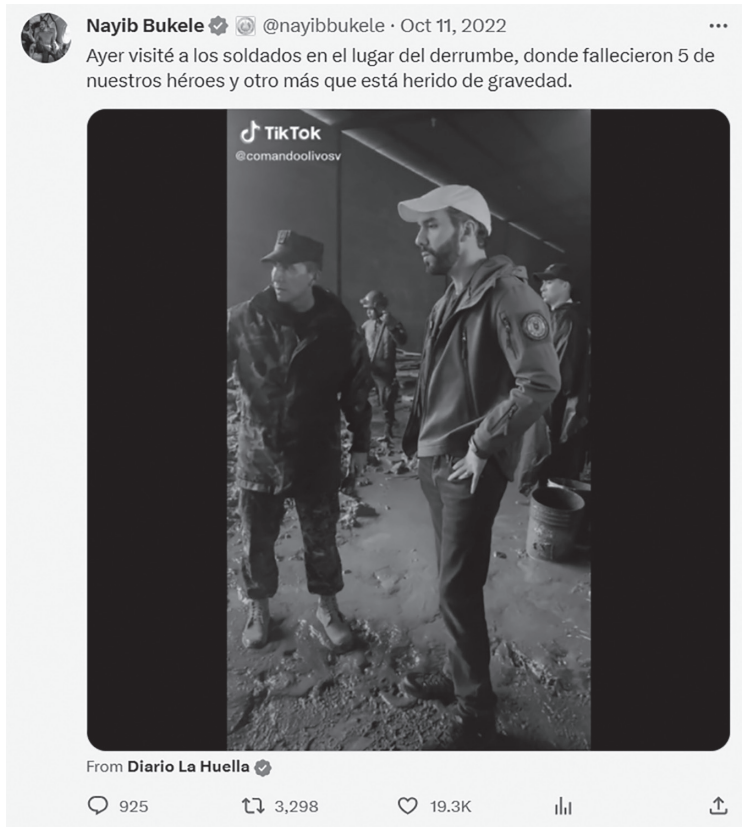 Nayib Bukele @nayibbukele · Oct 11, 2022
Ayer visité a los soldados en el lugar del derrumbe, donde fallecieron 5 de
nuestros héroes y otro más que está herido de gravedad.
TikTok
@comandoolivosv
From Diario La Huella
925 3,298 19.3K